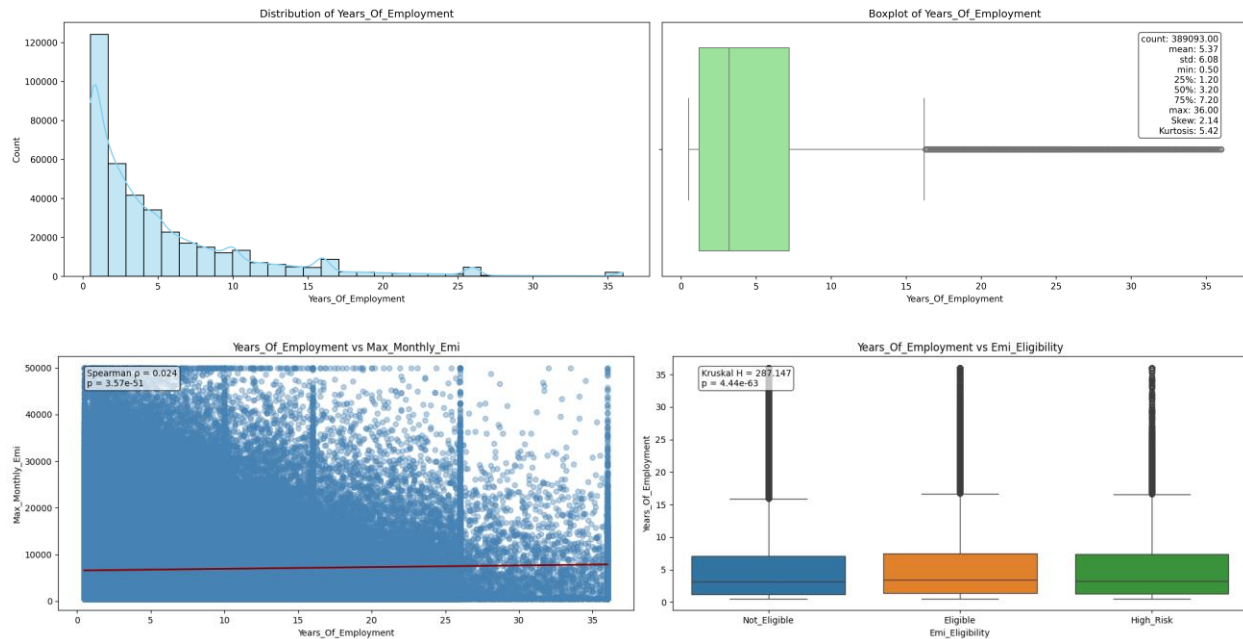 Distribution of Years_Of_Employment
120000
100000
80000
60000
40000
20000
0
Count
0 5 10 15 20 25 30 35
Years_Of_Employment
Boxplot of Years_Of_Employment
count: 389093.00
mean: 5.37
std: 6.08
min: 0.50
25%: 1.20
50%: 3.20
75%: 7.20
max: 36.00
Skew: 2.14
Kurtosis: 5.42
0 5 10 15 20 25 30 35
Years_Of_Employment
Years_Of_Employment vs Max_Monthly_Emi
Spearman ρ = 0.024
p = 3.57e-51
50000
40000
30000
20000
10000
0
Max_Monthly_Emi
0 5 10 15 20 25 30 35
Years_Of_Employment
Years_Of_Employment vs Emi_Eligibility
Kruskal H = 287.147
p = 4.44e-63
35
30
25
20
15
10
5
0
Years_Of_Employment
Not_Eligible Eligible High_Risk
Emi_Eligibility